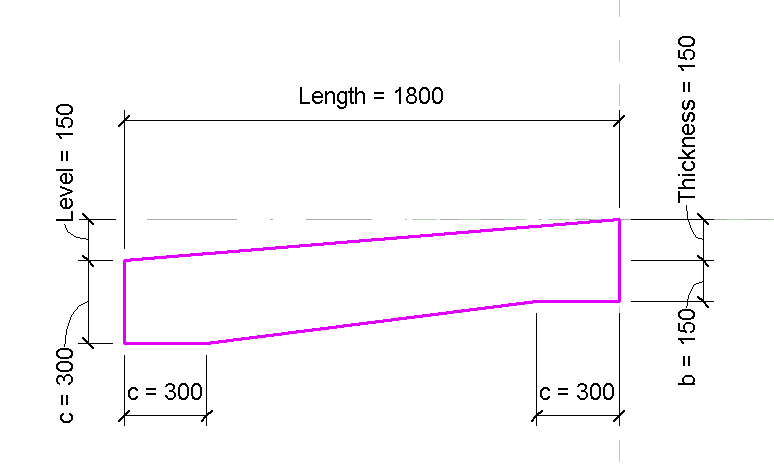 Length = 1800
Level = 150
Thickness = 150
c = 300
b = 150
c = 300
c = 300